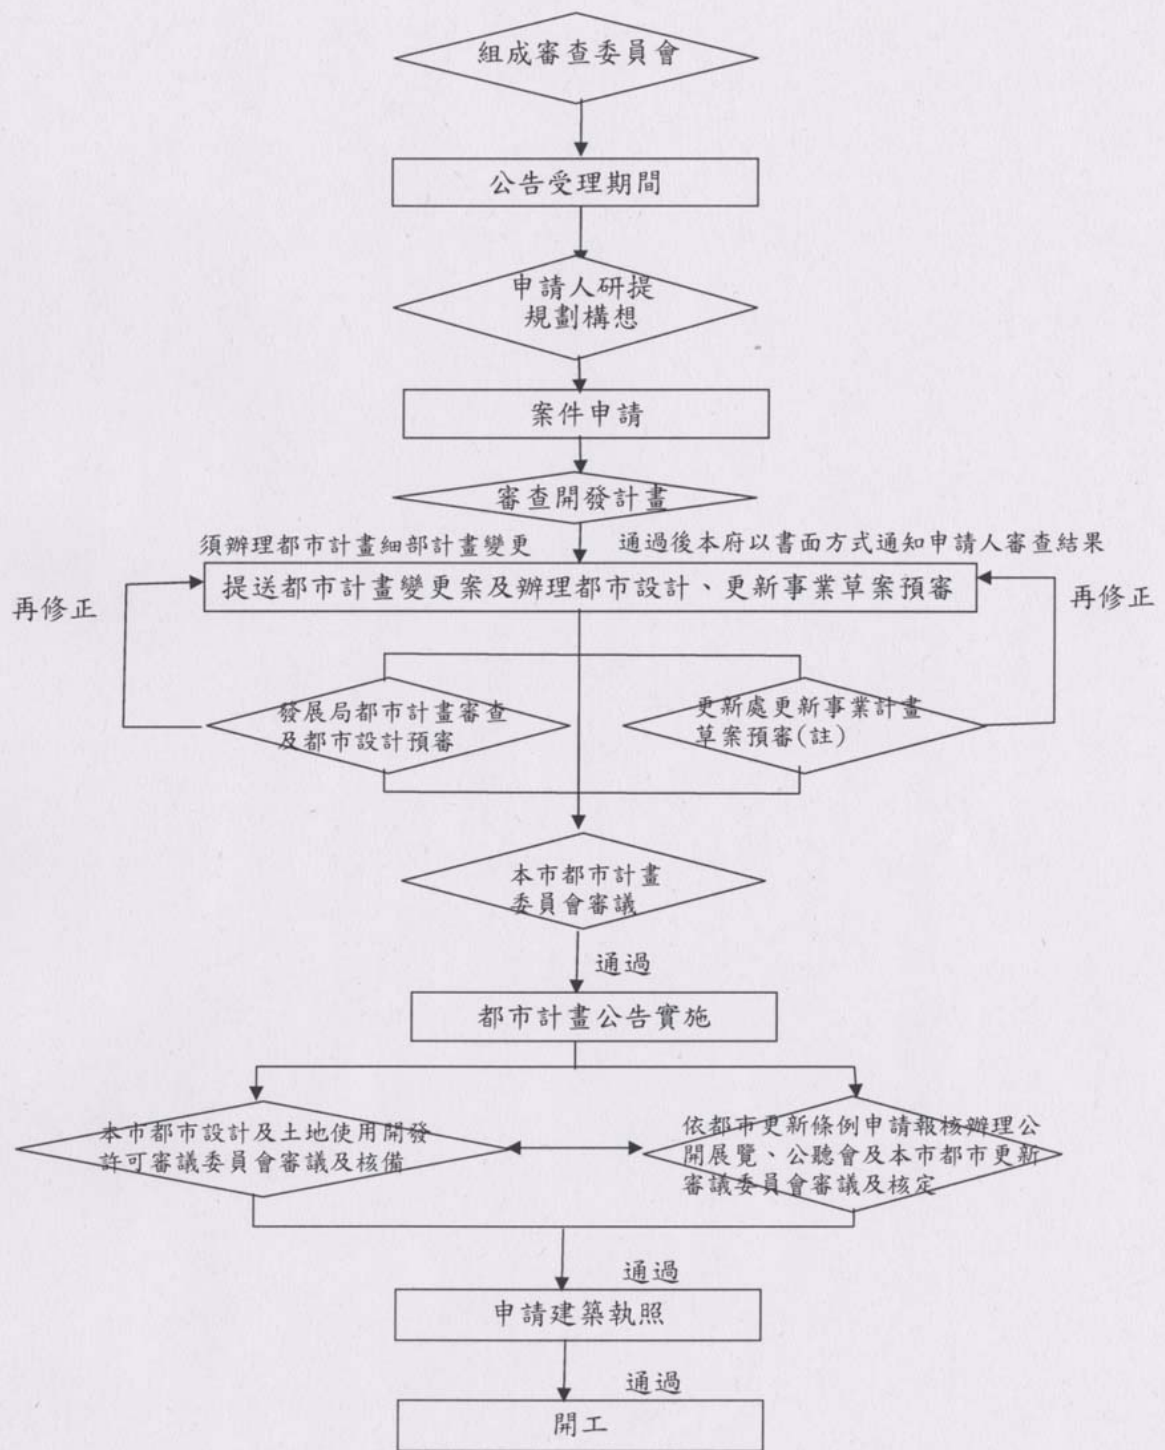 組成審查委員會
公告受理期間
申請人研提
規劃構想
案件申請
審查開發計畫
須辦理都市計畫細部計畫變更
通過後本府以書面方式通知申請人審查結果
提送都市計畫變更案及辦理都市設計、更新事業草案預審
再修正
再修正
發展局都市計畫審查
及都市設計預審
更新處更新事業計畫
草案預審(註)
本市都市計畫
委員會審議
通過
都市計畫公告實施
本市都市設計及土地使用開發
許可審議委員會審議及核備
依都市更新條例申請報核辦理公
開展覽、公聽會及本市都市更新
審議委員會審議及核定
通過
申請建築執照
通過
開工